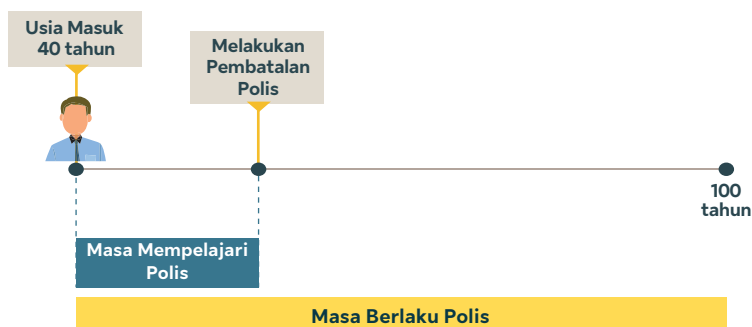 Usia Masuk
40 tahun
Melakukan
Pembatalan
Polis
100
tahun
Masa Mempelajari
Polis
Masa Berlaku Polis